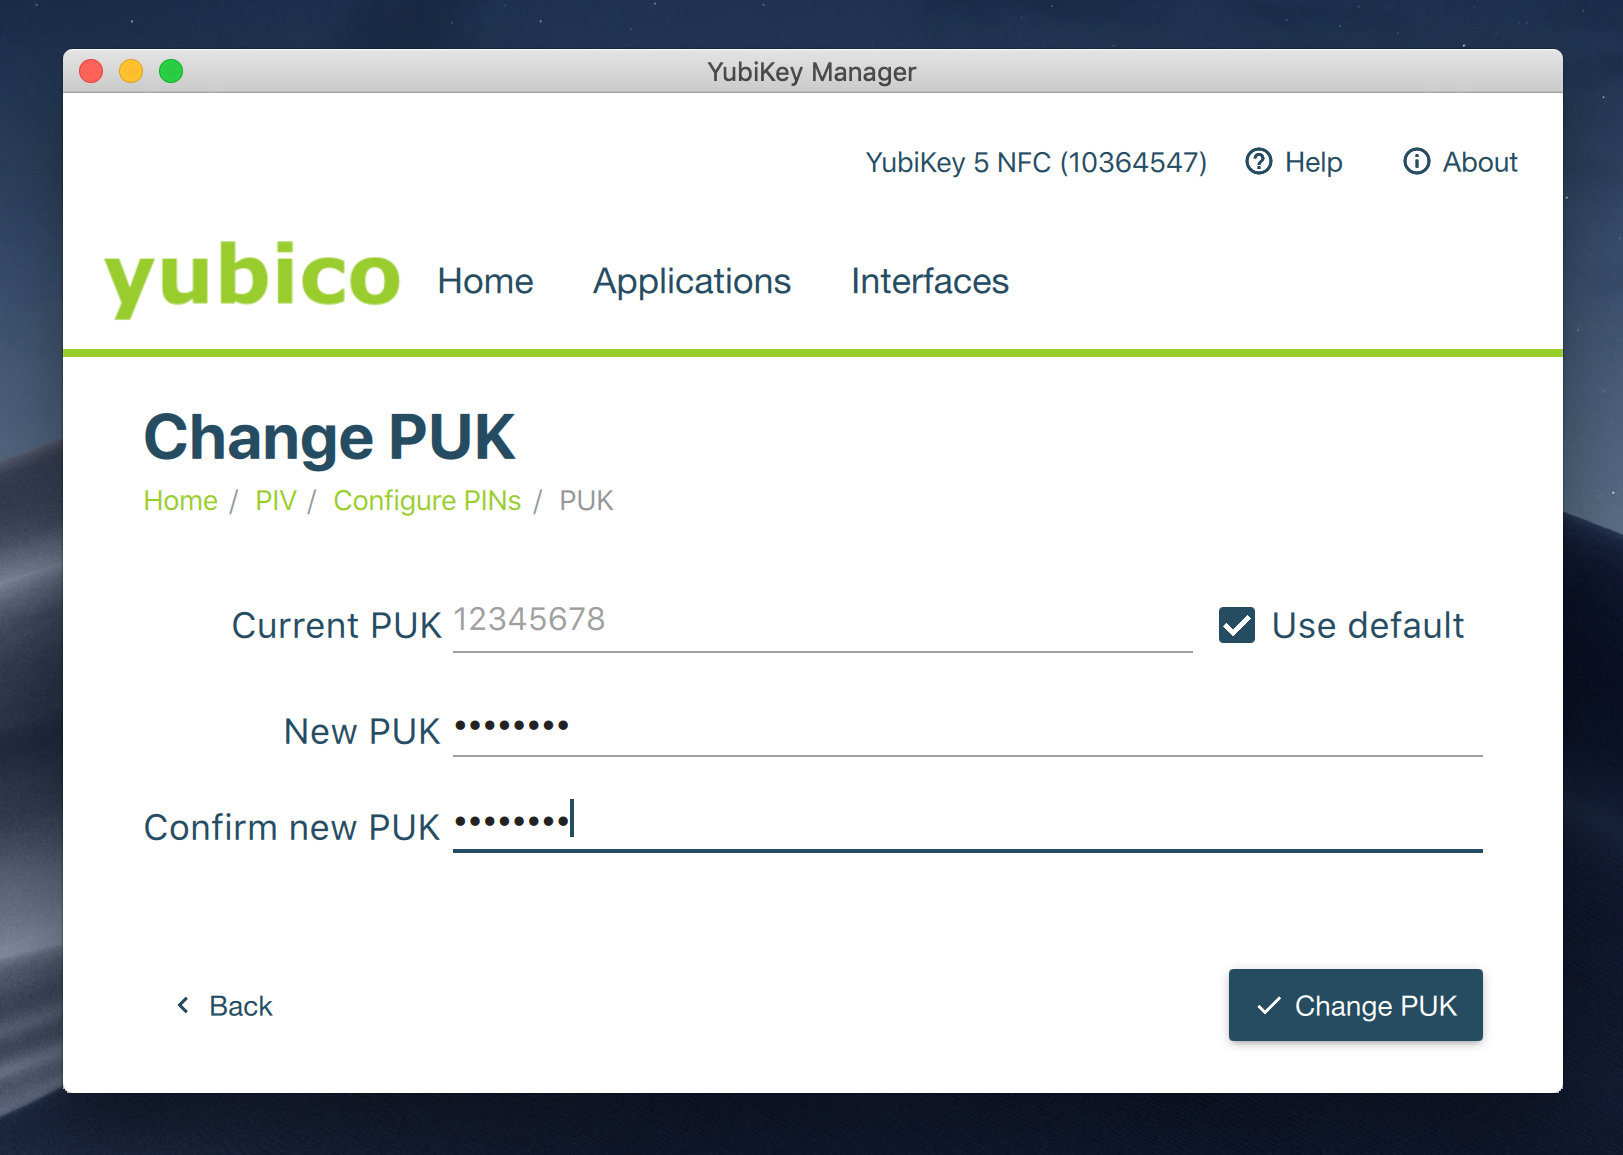 YubiKey Manager
YubiKey 5 NFC (10364547) Help About
yubico Home Applications Interfaces
Change PUK
Home / PIV / Configure PINs / PUK
Current PUK 12345678 Use default
New PUK ••••••••
Confirm new PUK ••••••••
Back Change PUK